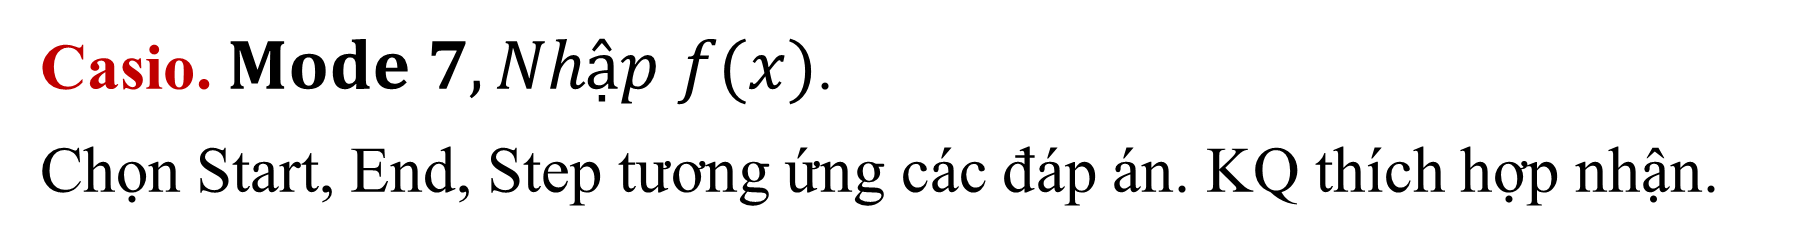 Casio. Mode 7, Nhập f(x).
Chọn Start, End, Step tương ứng các đáp án. KQ thích hợp nhận.